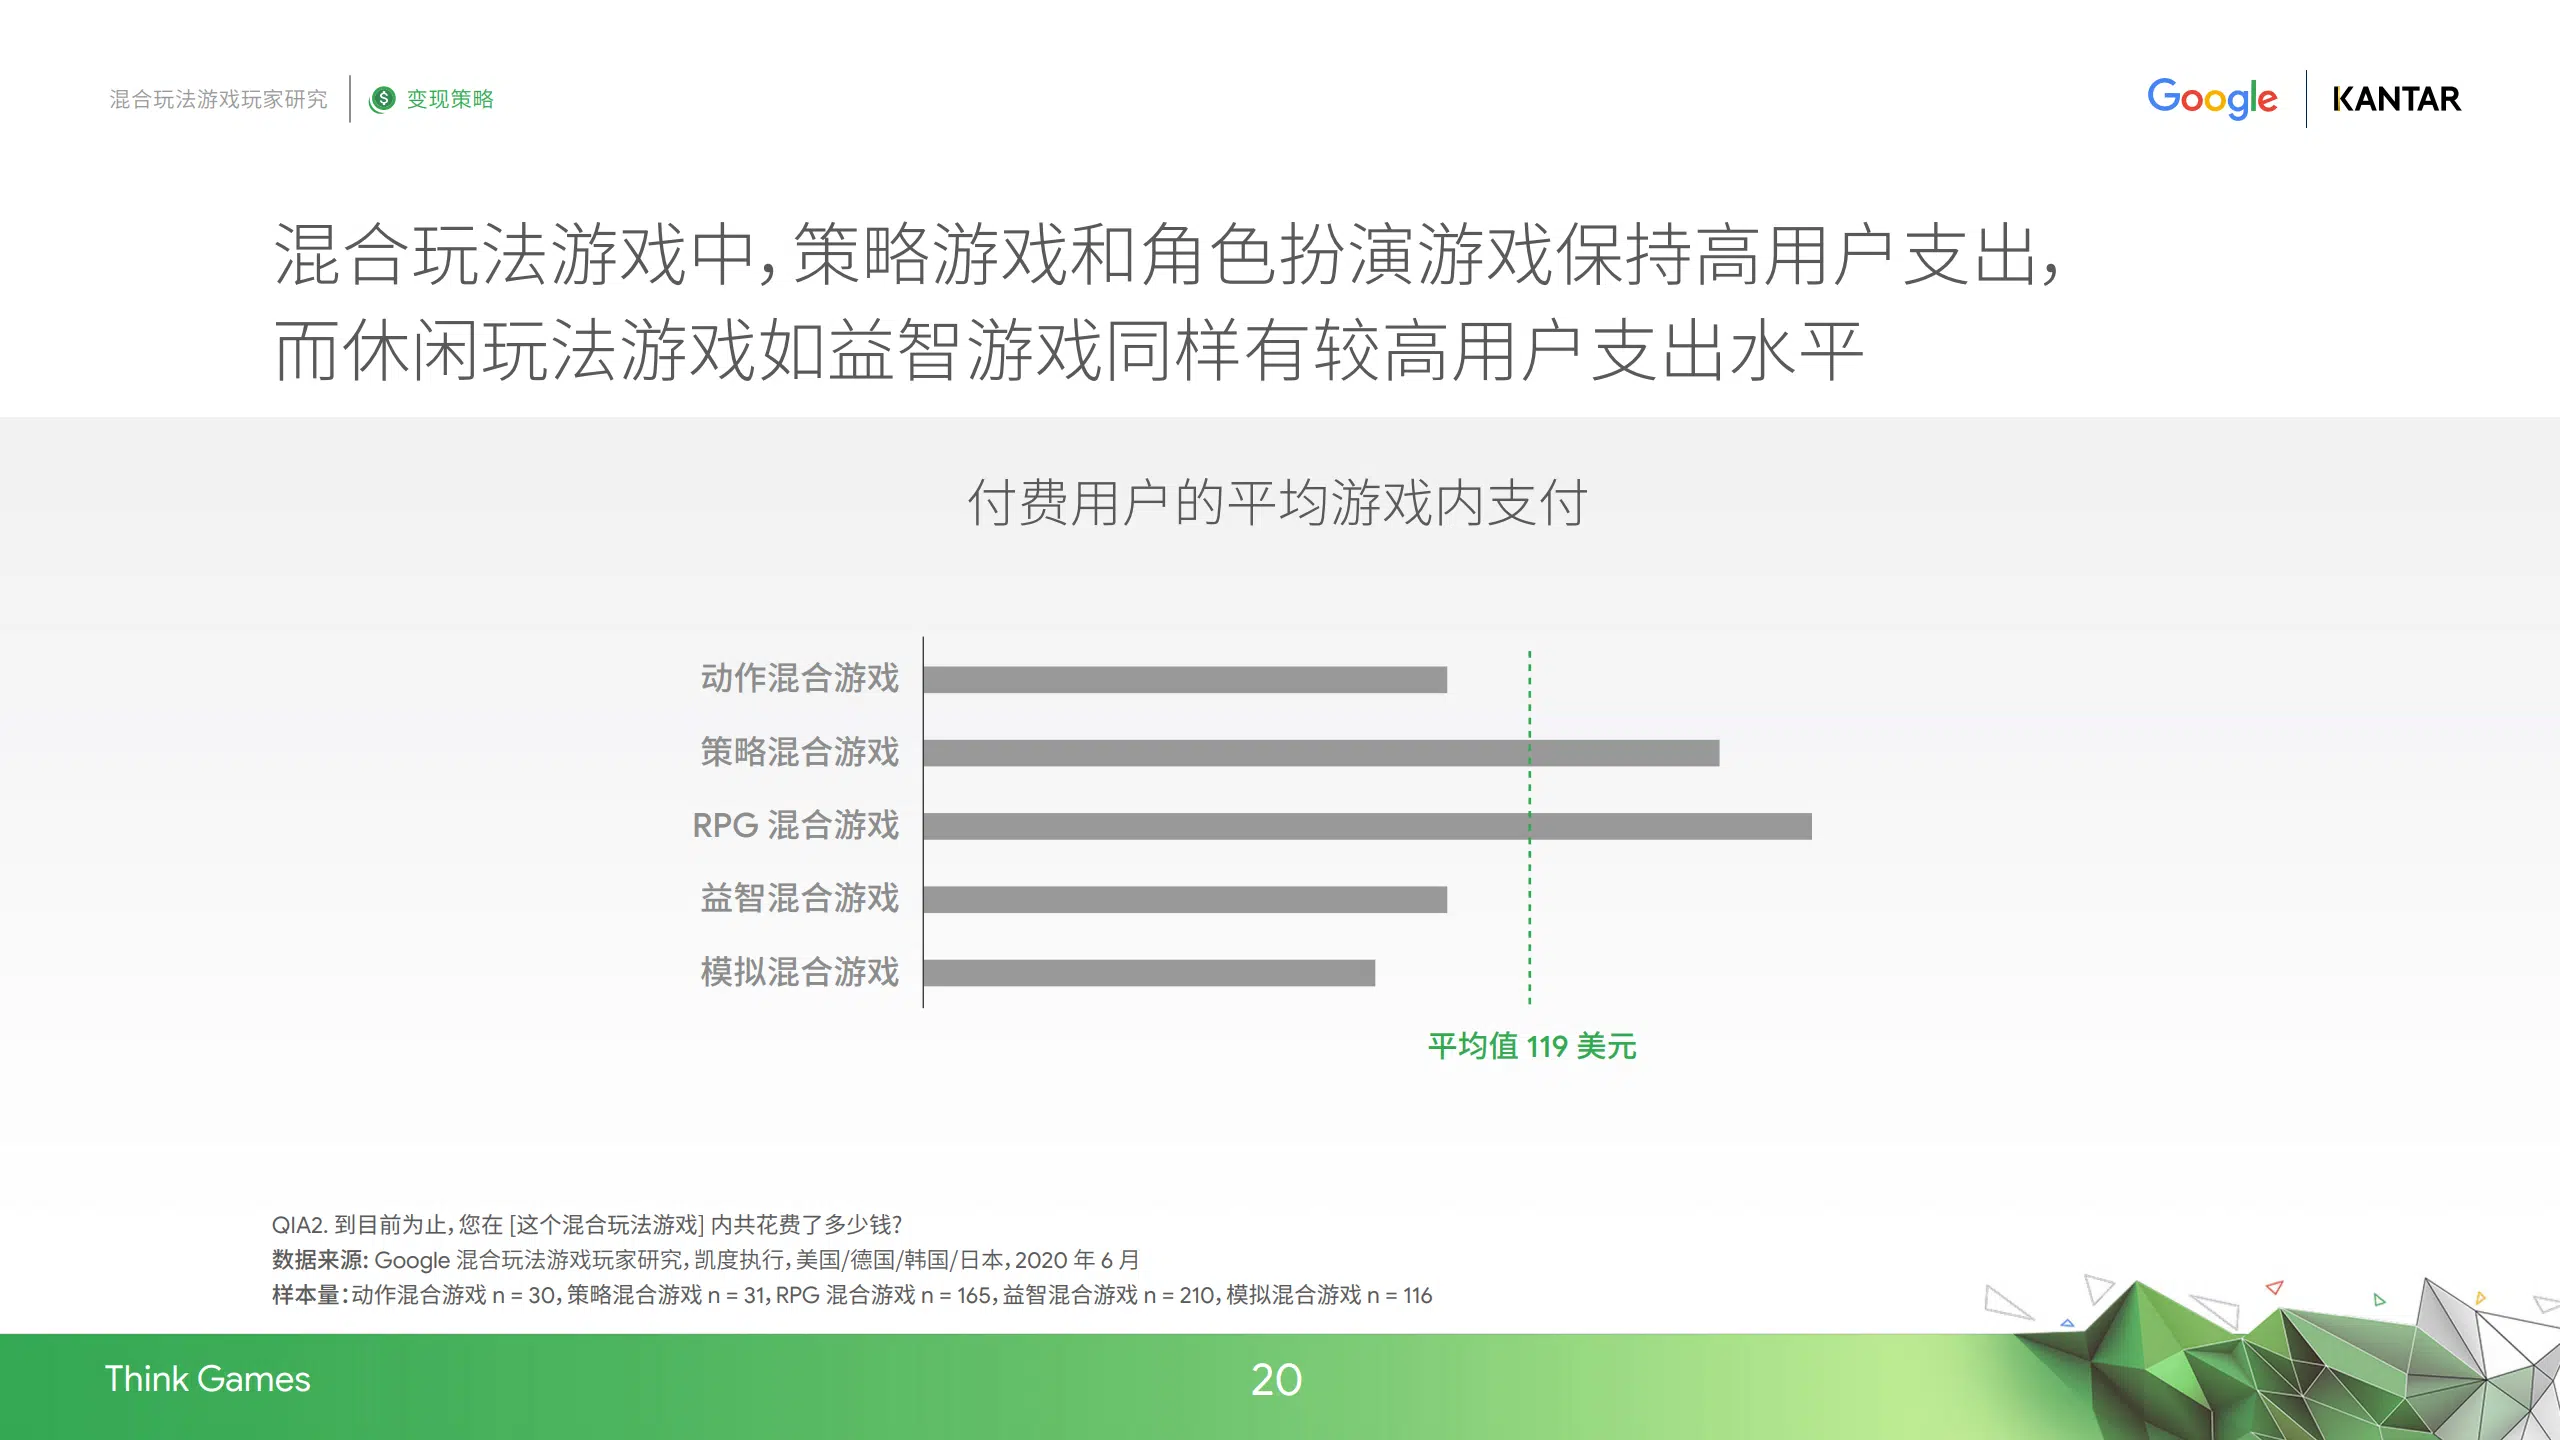 混合玩法游戏玩家研究
$ 变现策略
Google
KANTAR
混合玩法游戏中，策略游戏和角色扮演游戏保持高用户支出，
而休闲玩法游戏如益智游戏同样有较高用户支出水平
付费用户的平均游戏内支付
动作混合游戏
策略混合游戏
RPG 混合游戏
益智混合游戏
模拟混合游戏
平均值 119 美元
QIA2. 到目前为止，您在 [这个混合玩法游戏] 内共花费了多少钱？
数据来源：Google 混合玩法游戏玩家研究，凯度执行，美国/德国/韩国/日本，2020 年 6 月
样本量：动作混合游戏 n = 30，策略混合游戏 n = 31，RPG 混合游戏 n = 165，益智混合游戏 n = 210，模拟混合游戏 n = 116
Think Games
20